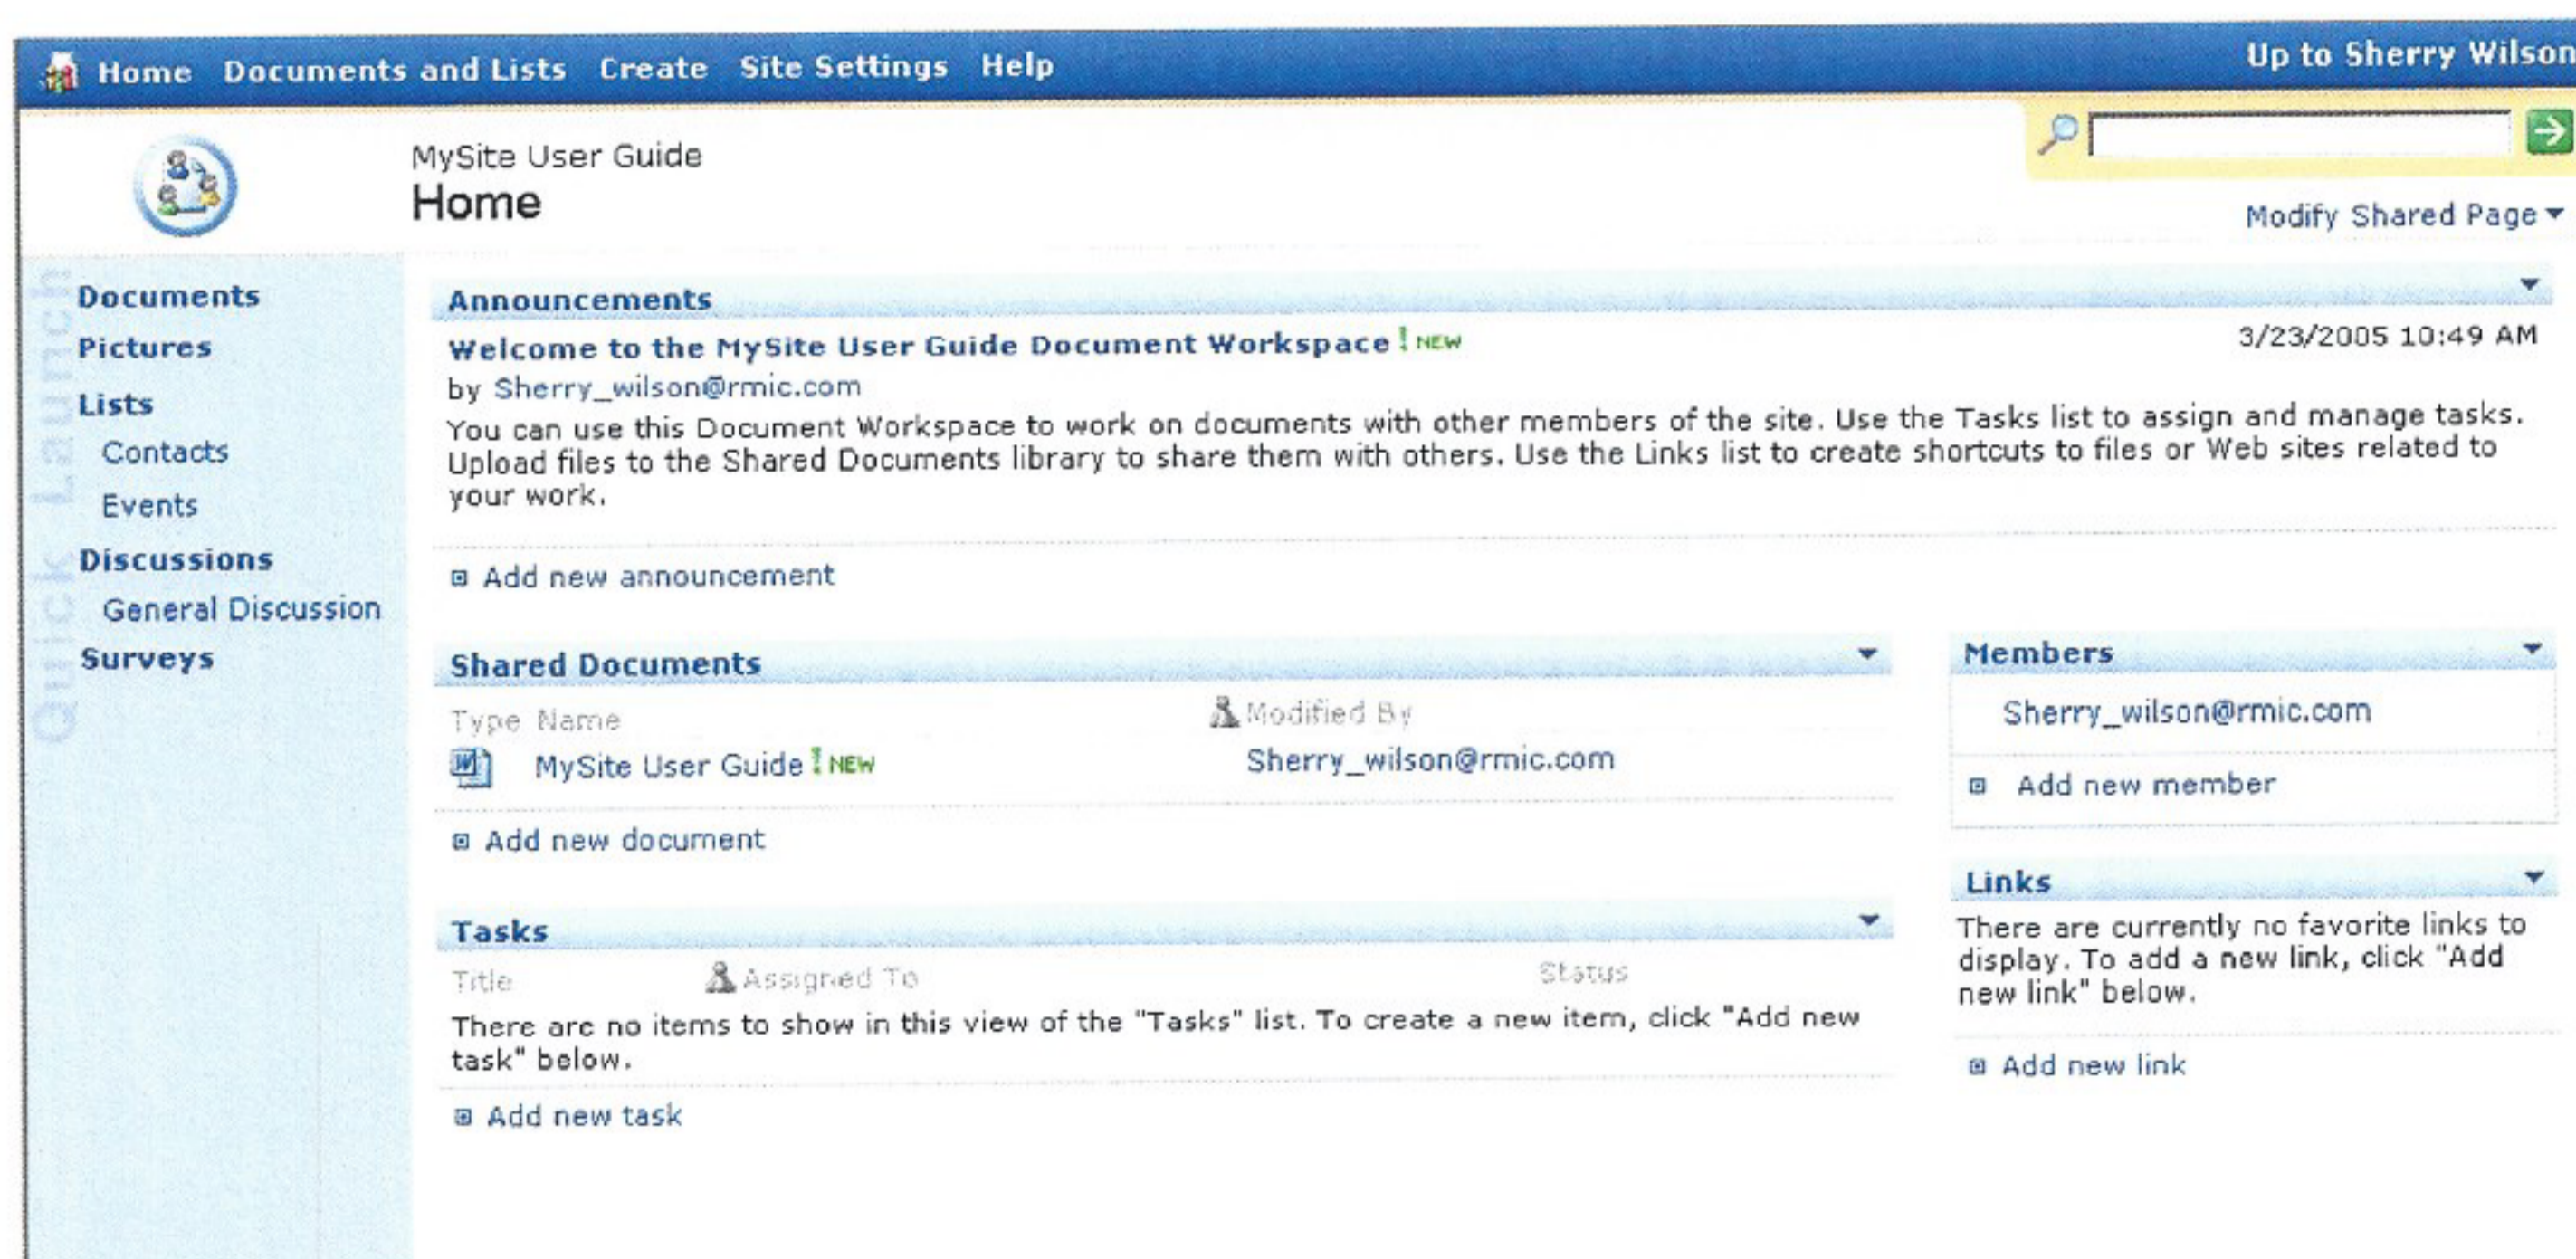 Home Documents and Lists Create Site Settings Help Up to Sherry Wilson
MySite User Guide
Home
Modify Shared Page
Quick Launch
Documents
Pictures
Lists
Contacts
Events
Discussions
General Discussion
Surveys
Announcements
Welcome to the MySite User Guide Document Workspace ! NEW 3/23/2005 10:49 AM
by Sherry_wilson@rmic.com
You can use this Document Workspace to work on documents with other members of the site. Use the Tasks list to assign and manage tasks.
Upload files to the Shared Documents library to share them with others. Use the Links list to create shortcuts to files or Web sites related to
your work.
Add new announcement
Shared Documents
Type Name Modified By
MySite User Guide ! NEW Sherry_wilson@rmic.com
Add new document
Tasks
Title Assigned To Status
There are no items to show in this view of the "Tasks" list. To create a new item, click "Add new
task" below.
Add new task
Members
Sherry_wilson@rmic.com
Add new member
Links
There are currently no favorite links to
display. To add a new link, click "Add
new link" below.
Add new link